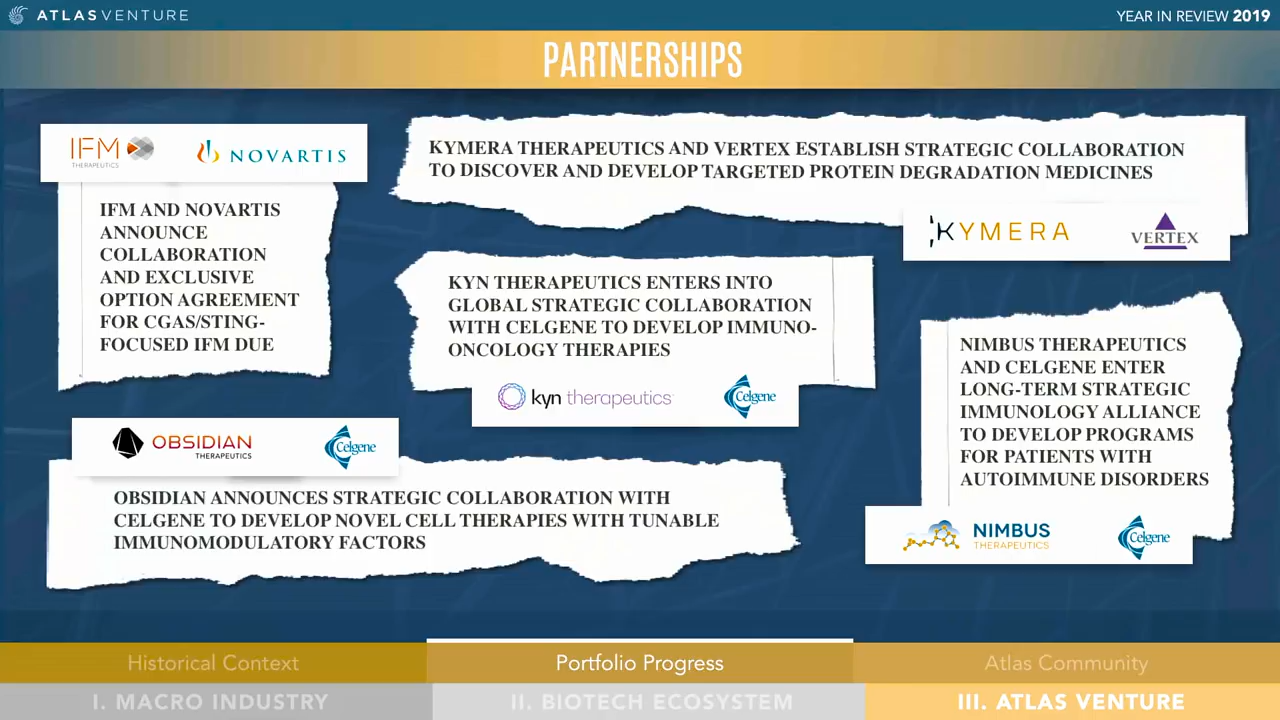 ATLAS VENTURE
YEAR IN REVIEW 2019
PARTNERSHIPS
IFM
THERAPEUTICS
NOVARTIS
IFM AND NOVARTIS
ANNOUNCE
COLLABORATION
AND EXCLUSIVE
OPTION AGREEMENT
FOR CGAS/STING-
FOCUSED IFM DUE
KYMERA THERAPEUTICS AND VERTEX ESTABLISH STRATEGIC COLLABORATION
TO DISCOVER AND DEVELOP TARGETED PROTEIN DEGRADATION MEDICINES
KYMERA
VERTEX
KYN THERAPEUTICS ENTERS INTO
GLOBAL STRATEGIC COLLABORATION
WITH CELGENE TO DEVELOP IMMUNO-
ONCOLOGY THERAPIES
kyn therapeutics
Celgene
NIMBUS THERAPEUTICS
AND CELGENE ENTER
LONG-TERM STRATEGIC
IMMUNOLOGY ALLIANCE
TO DEVELOP PROGRAMS
FOR PATIENTS WITH
AUTOIMMUNE DISORDERS
NIMBUS
THERAPEUTICS
Celgene
OBSIDIAN
THERAPEUTICS
Celgene
OBSIDIAN ANNOUNCES STRATEGIC COLLABORATION WITH
CELGENE TO DEVELOP NOVEL CELL THERAPIES WITH TUNABLE
IMMUNOMODULATORY FACTORS
Historical Context
Portfolio Progress
Atlas Community
I. MACRO INDUSTRY
II. BIOTECH ECOSYSTEM
III. ATLAS VENTURE